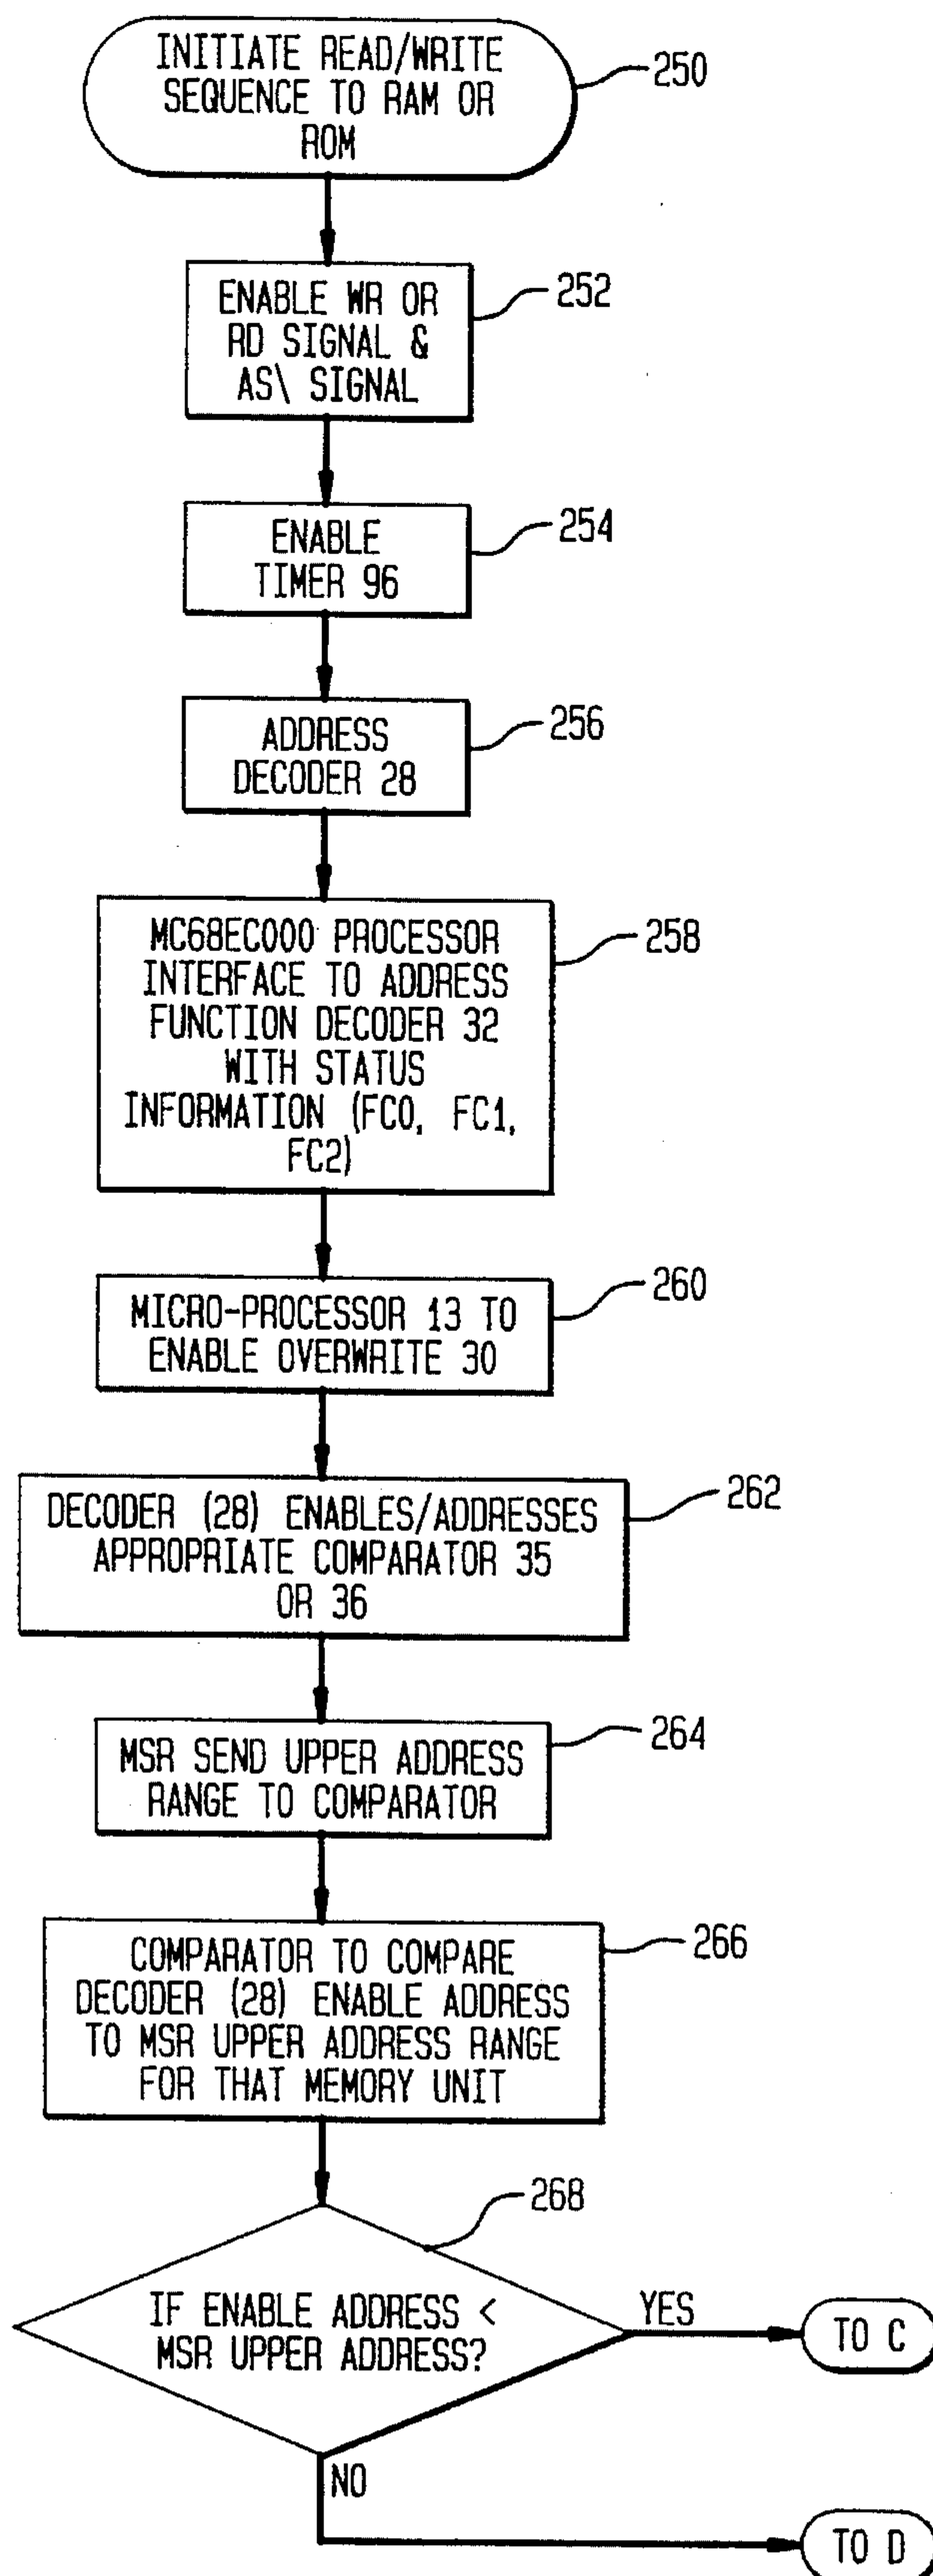 INITIATE READ/WRITE
SEQUENCE TO RAM OR
ROM
250
ENABLE WR OR
RD SIGNAL &
AS\ SIGNAL
252
ENABLE
TIMER 96
254
ADDRESS
DECODER 28
256
MC68EC000 PROCESSOR
INTERFACE TO ADDRESS
FUNCTION DECODER 32
WITH STATUS
INFORMATION (FC0, FC1,
FC2)
258
MICRO-PROCESSOR 13 TO
ENABLE OVERWRITE 30
260
DECODER (28) ENABLES/ADDRESSES
APPROPRIATE COMPARATOR 35
OR 36
262
MSR SEND UPPER ADDRESS
RANGE TO COMPARATOR
264
COMPARATOR TO COMPARE
DECODER (28) ENABLE ADDRESS
TO MSR UPPER ADDRESS RANGE
FOR THAT MEMORY UNIT
266
268
IF ENABLE ADDRESS <
MSR UPPER ADDRESS?
YES
TO C
NO
TO D